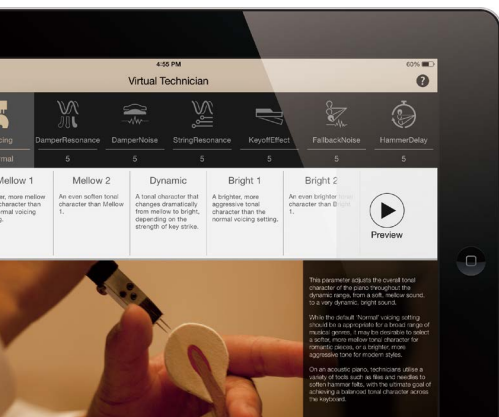 4:55 PM
60%
Virtual Technician
?
DamperResonance DamperNoise StringResonance KeyoffEffect FallbackNoise HammerDelay
5 5 5 5 5 5
Mellow 2 Dynamic Bright 1 Bright 2
more mellow
An even soften tonal
character than Mellow
1.
A tonal character that
changes dramatically
from mellow to bright,
depending on the
strength of key strike.
A brighter, more
aggressive tonal
character than the
normal voicing setting.
An even brighter
character than
1.
Preview
This parameter adjusts the overall tonal
character of the piano throughout the
dynamic range, from a soft, mellow sound,
to a very dynamic, bright sound.
While the default 'Normal' voicing setting
should be a appropriate for a broad range of
musical genres, it may be desirable to select
a softer, more mellow tonal character for
romantic pieces, or a brighter, more
aggressive tone for modern styles.
On an acoustic piano, technicians utilise a
variety of tools such as files and needles to
soften hammer felts, with the ultimate goal of
achieving a balanced tonal character across
the keyboard.